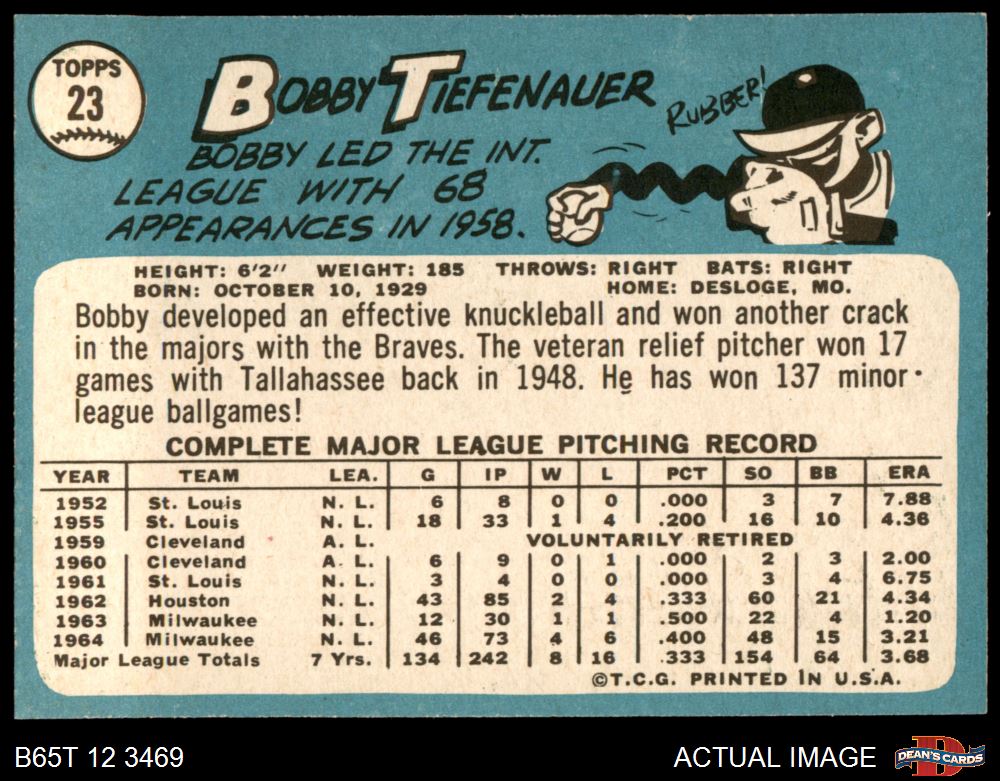 TOPPS
23
BOBBY TIEFENAUER
RUBBER!
BOBBY LED THE INT.
LEAGUE WITH 68
APPEARANCES IN 1958.
HEIGHT: 6'2" WEIGHT: 185 THROWS: RIGHT BATS: RIGHT
BORN: OCTOBER 10, 1929 HOME: DESLOGE, MO.
Bobby developed an effective knuckleball and won another crack
in the majors with the Braves. The veteran relief pitcher won 17
games with Tallahassee back in 1948. He has won 137 minor-
league ballgames!
COMPLETE MAJOR LEAGUE PITCHING RECORD
YEAR TEAM LEA. G IP W L PCT SO BB ERA
1952 St. Louis N. L. 6 8 0 0 .000 3 7 7.88
1955 St. Louis N. L. 18 33 1 4 .200 16 10 4.36
1959 Cleveland A. L. VOLUNTARILY RETIRED
1960 Cleveland A. L. 6 9 0 1 .000 2 3 2.00
1961 St. Louis N. L. 3 4 0 0 .000 3 4 6.75
1962 Houston N. L. 43 85 2 4 .333 60 21 4.34
1963 Milwaukee N. L. 12 30 1 1 .500 22 4 1.20
1964 Milwaukee N. L. 46 73 4 6 .400 48 15 3.21
Major League Totals 7 Yrs. 134 242 8 16 .333 154 64 3.68
©T.C.G. PRINTED IN U.S.A.
B65T 12 3469 ACTUAL IMAGE DEAN'S CARDS